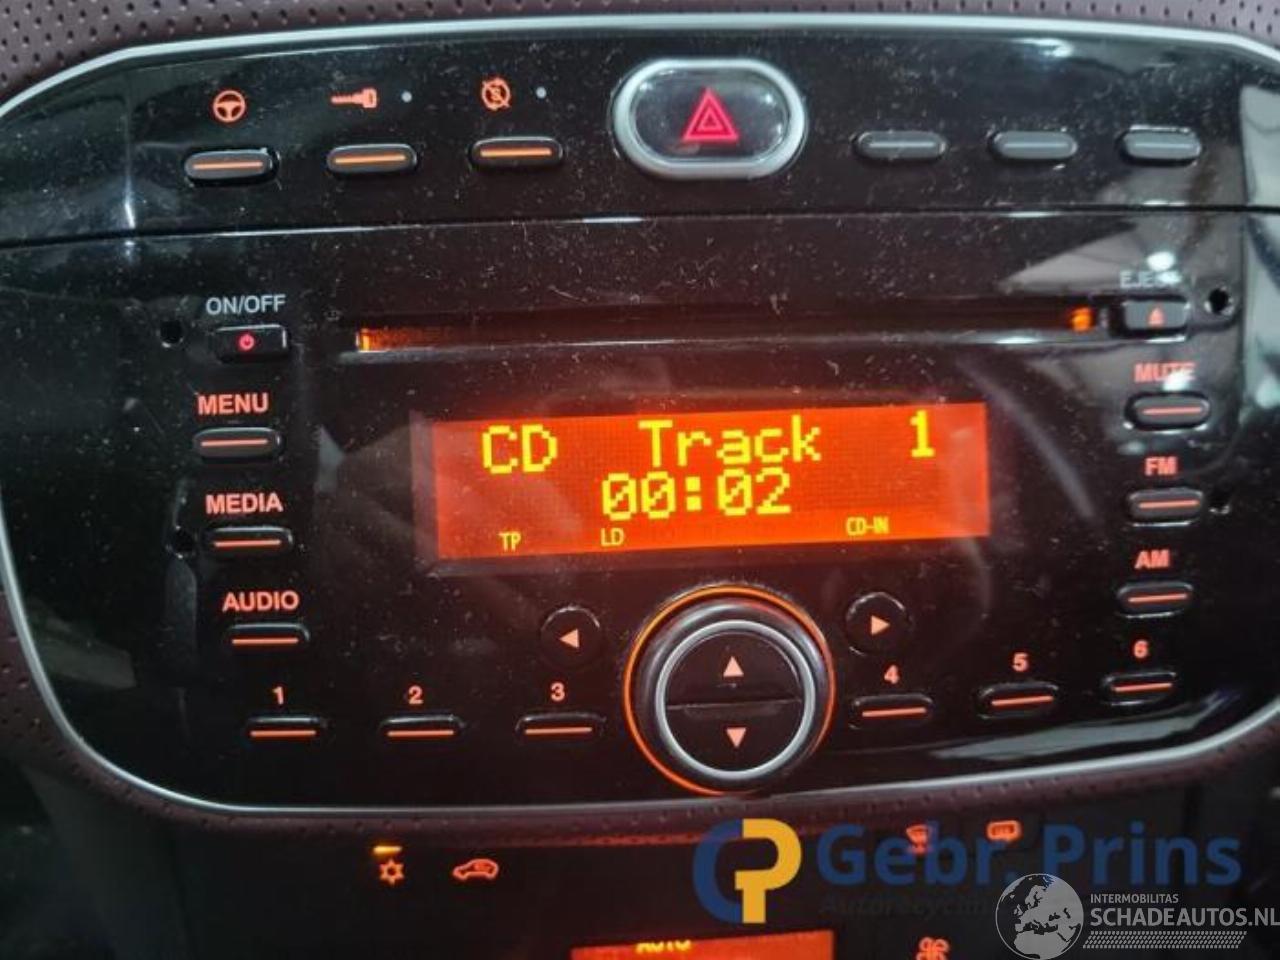 ON/OFF
MENU
MEDIA
AUDIO
MUTE
FM
AM
CD Track 1
00:02
TP LD CD-IN
1 2 3 4 5 6
AUTO
Gebr. Prins
INTERMOBILITAS
SCHADEAUTOS.NL